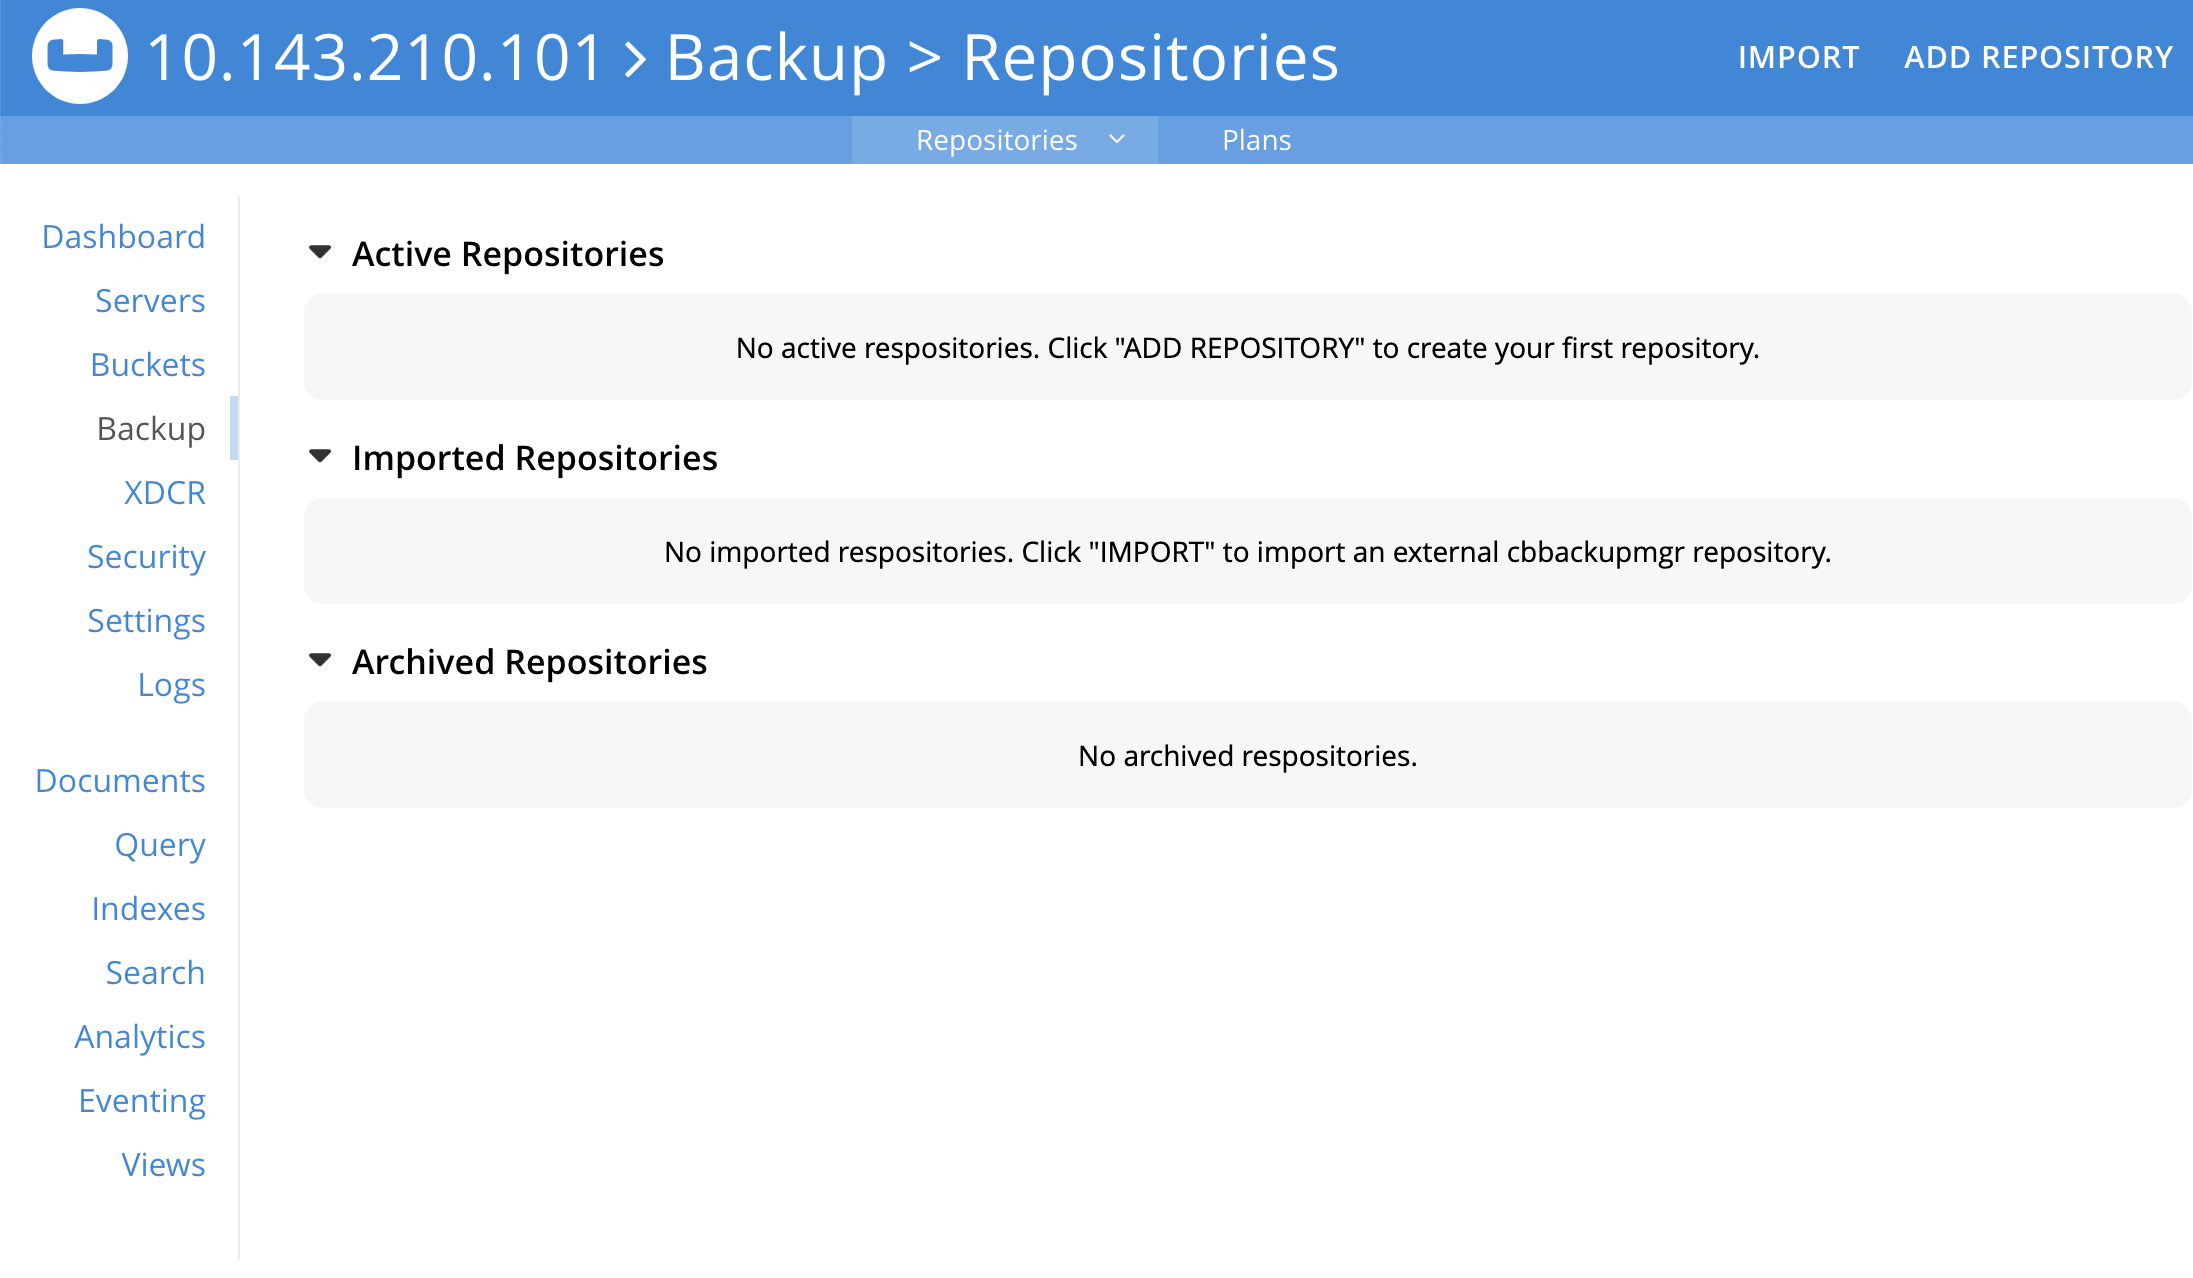 10.143.210.101 > Backup > Repositories
IMPORT ADD REPOSITORY
Repositories Plans
Dashboard
Servers
Buckets
Backup
XDCR
Security
Settings
Logs
Documents
Query
Indexes
Search
Analytics
Eventing
Views
Active Repositories
No active respositories. Click "ADD REPOSITORY" to create your first repository.
Imported Repositories
No imported respositories. Click "IMPORT" to import an external cbbackupmgr repository.
Archived Repositories
No archived respositories.